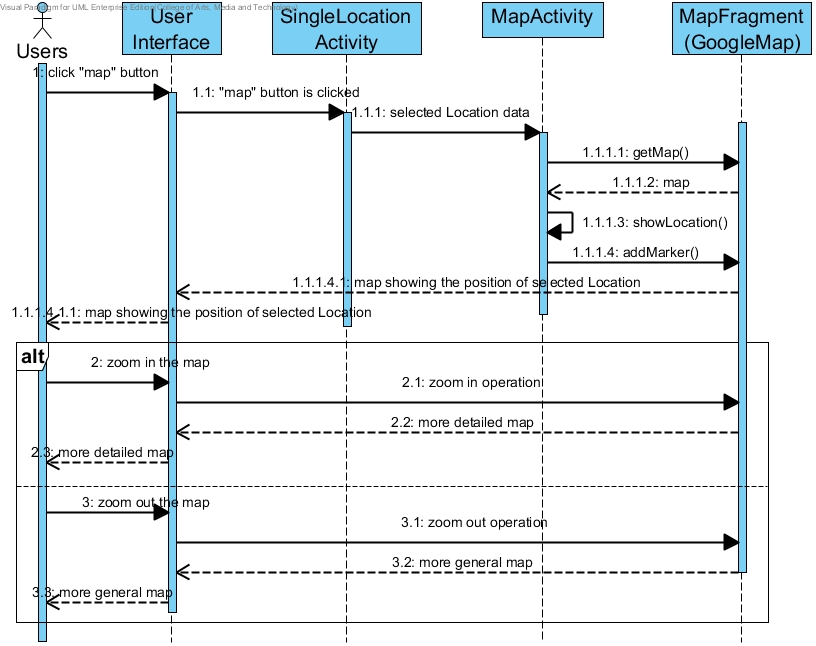 Visual Paradigm for UML Enterprise Edition(College of Arts, Media and Technology)
Users
User
Interface
SingleLocation
Activity
MapActivity
MapFragment
(GoogleMap)
1: click "map" button
1.1: "map" button is clicked
1.1.1: selected Location data
1.1.1.1: getMap()
1.1.1.2: map
1.1.1.3: showLocation()
1.1.1.4: addMarker()
1.1.1.4.1: map showing the position of selected Location
1.1.1.4.1.1: map showing the position of selected Location
alt
2: zoom in the map
2.1: zoom in operation
2.2: more detailed map
2.3: more detailed map
3: zoom out the map
3.1: zoom out operation
3.2: more general map
3.3: more general map